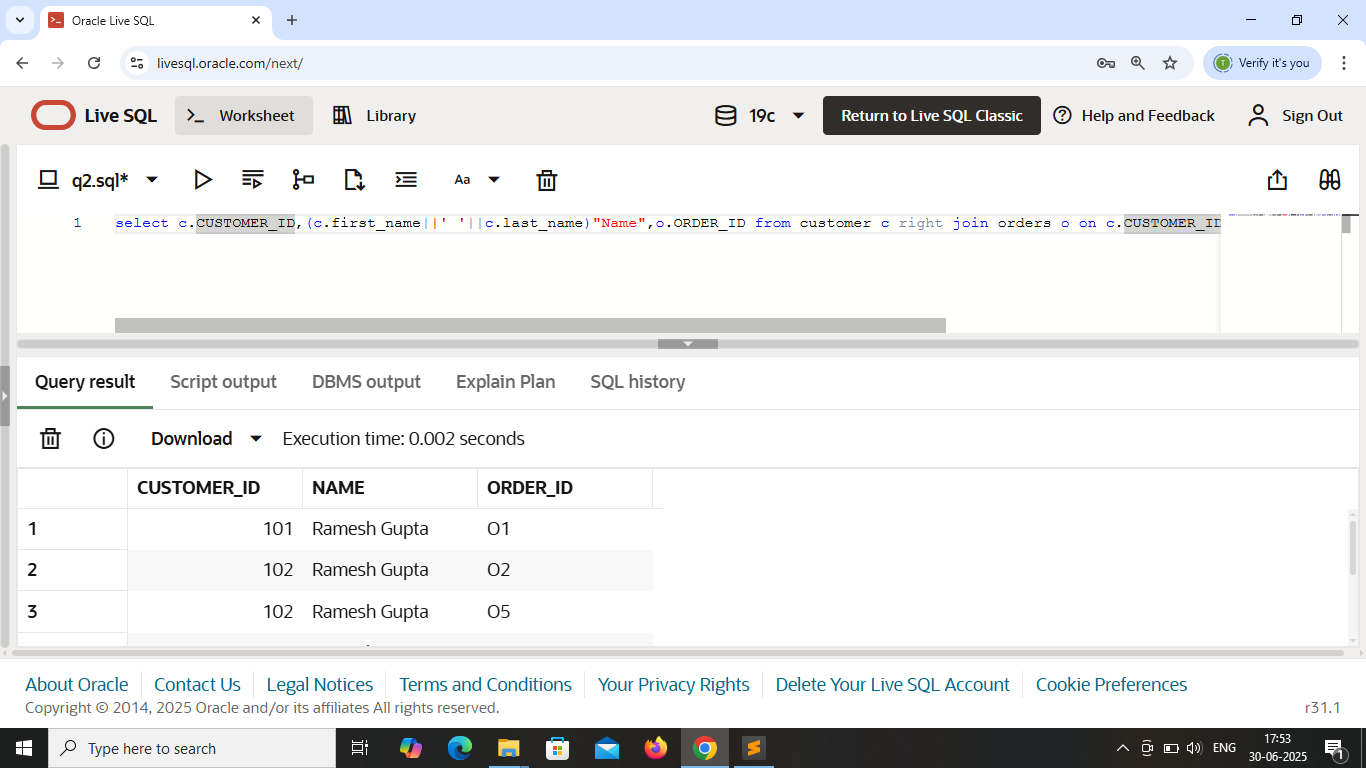 Oracle Live SQL
livesql.oracle.com/next/
T
Verify it's you
Live SQL
Worksheet
Library
19c
Return to Live SQL Classic
Help and Feedback
Sign Out
q2.sql*
Aa
1 select c.CUSTOMER_ID,(c.first_name||' '||c.last_name)"Name",o.ORDER_ID from customer c right join orders o on c.CUSTOMER_ID
Query result Script output DBMS output Explain Plan SQL history
Download Execution time: 0.002 seconds
CUSTOMER_ID NAME ORDER_ID
1 101 Ramesh Gupta O1
2 102 Ramesh Gupta O2
3 102 Ramesh Gupta O5
About Oracle Contact Us Legal Notices Terms and Conditions Your Privacy Rights Delete Your Live SQL Account Cookie Preferences
Copyright © 2014, 2025 Oracle and/or its affiliates All rights reserved. r31.1
Type here to search
ENG
17:53
30-06-2025
1